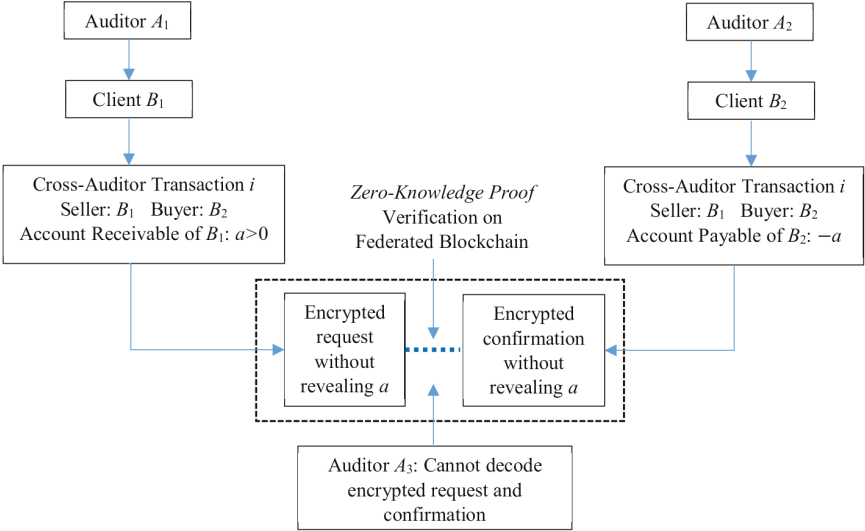 Auditor A1
Auditor A2
Client B1
Client B2
Cross-Auditor Transaction i
Seller: B1 Buyer: B2
Account Receivable of B1: a>0
Zero-Knowledge Proof
Verification on
Federated Blockchain
Cross-Auditor Transaction i
Seller: B1 Buyer: B2
Account Payable of B2: −a
Encrypted
request
without
revealing a
Encrypted
confirmation
without
revealing a
Auditor A3: Cannot decode
encrypted request and
confirmation